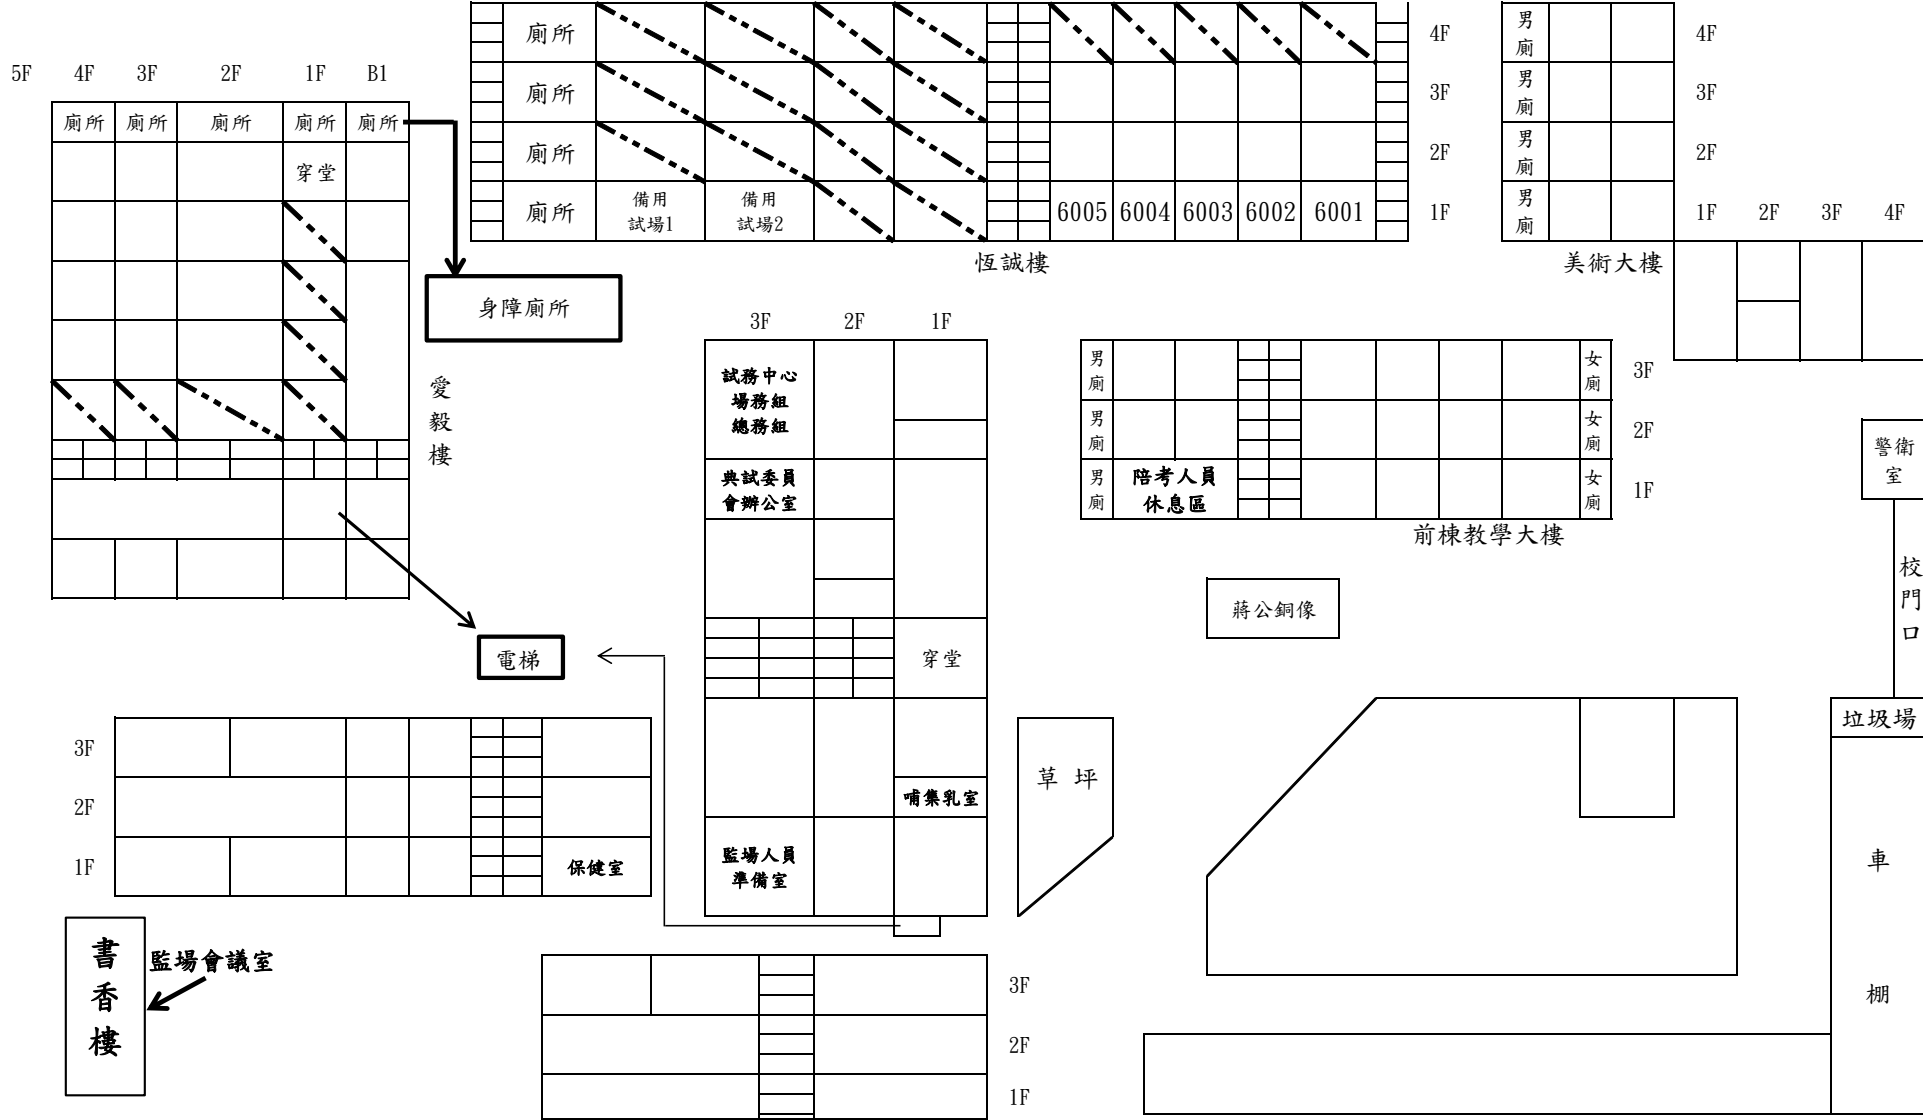 廁所
4F
男廁
4F
5F 4F 3F 2F 1F B1
廁所
3F
男廁
3F
廁所 廁所 廁所 廁所 廁所
穿堂
廁所
2F
男廁
2F
廁所
備用
試場1
備用
試場2
6005 6004 6003 6002 6001
1F
男廁
1F 2F 3F 4F
恆誠樓
美術大樓
身障廁所
愛毅樓
3F 2F 1F
試務中心
場務組
總務組
典試委員
會辦公室
穿堂
哺集乳室
監場人員
準備室
男廁
女廁
3F
男廁
女廁
2F
男廁
陪考人員
休息區
女廁
1F
前棟教學大樓
警衛
室
校門口
蔣公銅像
電梯
草坪
垃圾場
車棚
3F
2F
1F
保健室
書香樓
監場會議室
3F
2F
1F